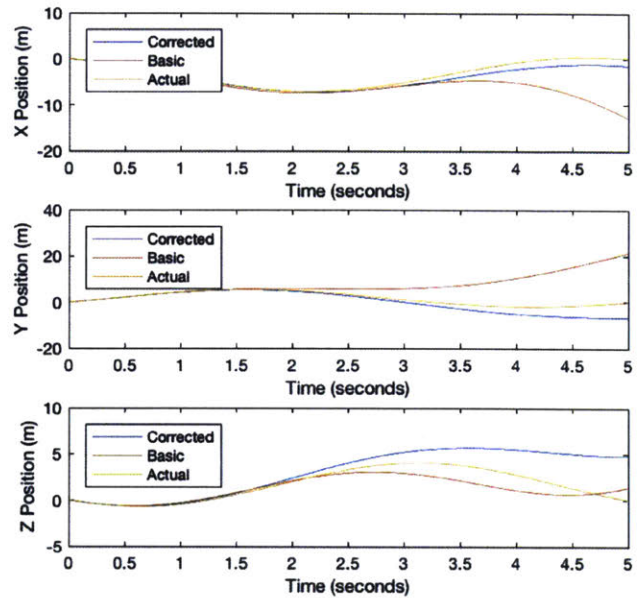 10
0
-10
-20
X Position (m)
Corrected
Basic
Actual
0 0.5 1 1.5 2 2.5 3 3.5 4 4.5 5
Time (seconds)
40
20
0
-20
Y Position (m)
Corrected
Basic
Actual
0 0.5 1 1.5 2 2.5 3 3.5 4 4.5 5
Time (seconds)
10
5
0
-5
Z Position (m)
Corrected
Basic
Actual
0 0.5 1 1.5 2 2.5 3 3.5 4 4.5 5
Time (seconds)